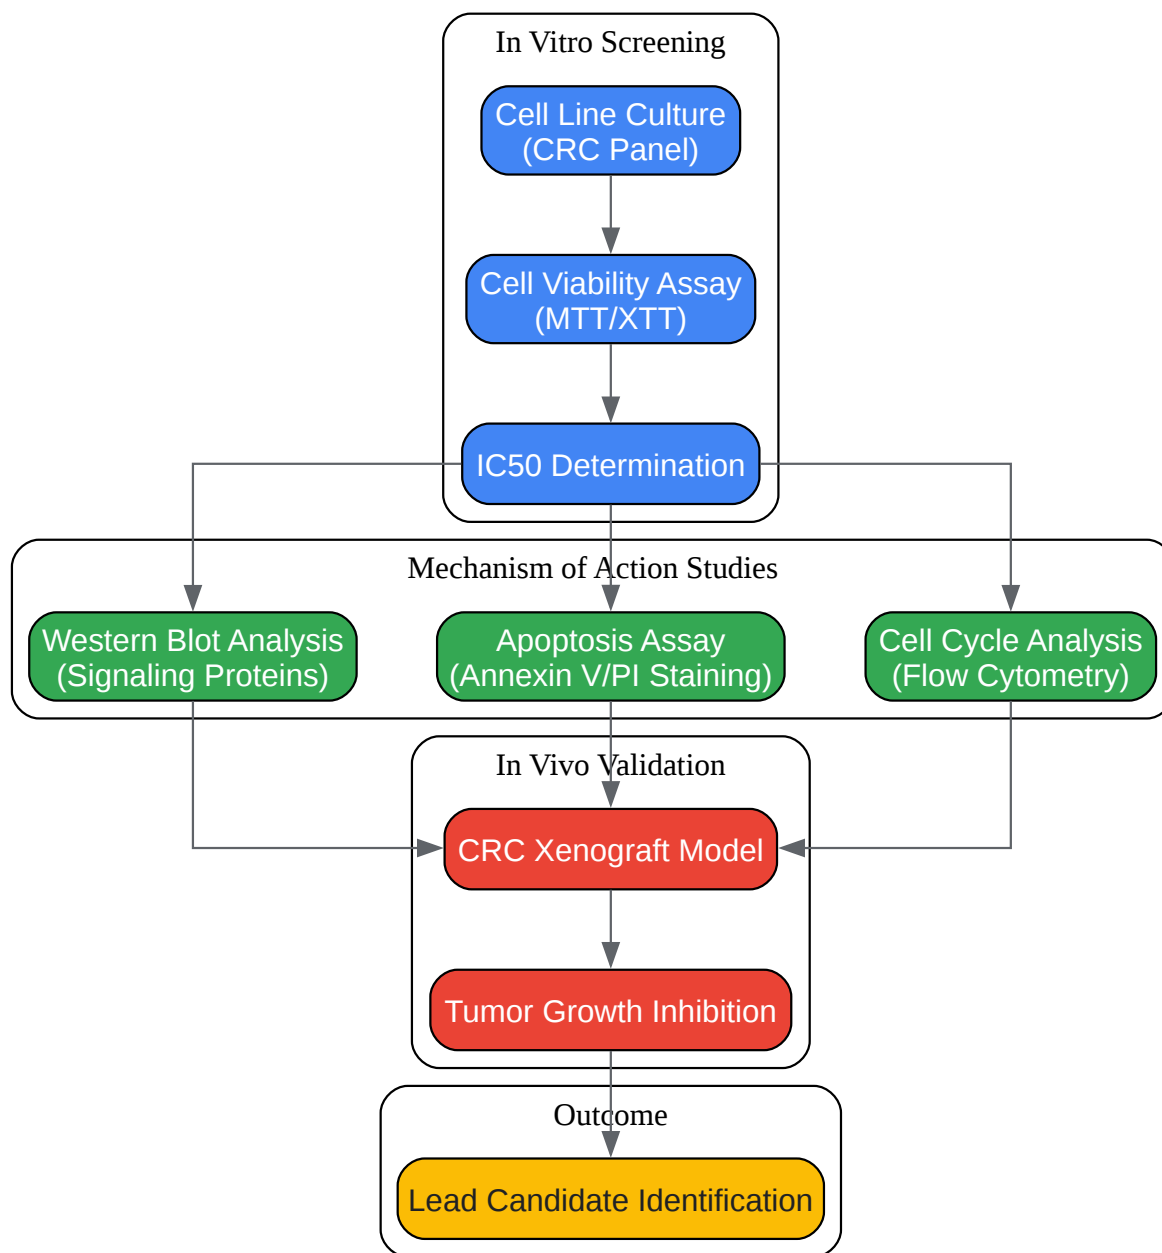 In Vitro Screening
Cell Line Culture
(CRC Panel)
Cell Viability Assay
(MTT/XTT)
IC50 Determination
Mechanism of Action Studies
Western Blot Analysis
(Signaling Proteins)
Apoptosis Assay
(Annexin V/PI Staining)
Cell Cycle Analysis
(Flow Cytometry)
In Vivo Validation
CRC Xenograft Model
Tumor Growth Inhibition
Outcome
Lead Candidate Identification